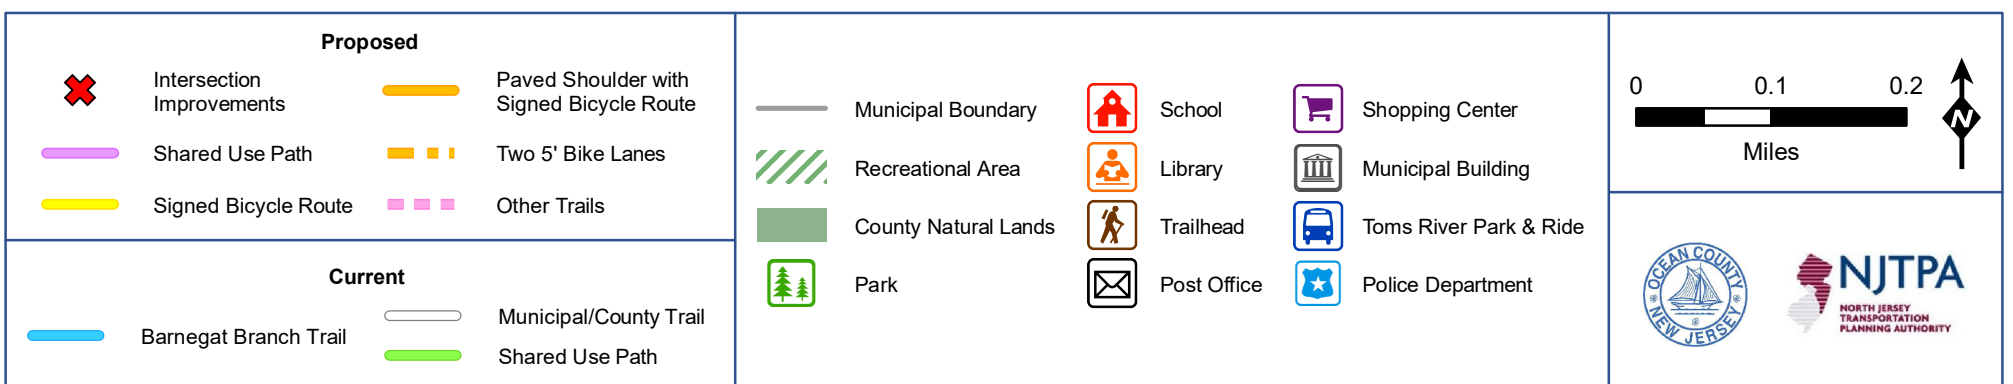 Proposed
Intersection
Improvements
Paved Shoulder with
Signed Bicycle Route
Shared Use Path
Two 5' Bike Lanes
Signed Bicycle Route
Other Trails
Current
Barnegat Branch Trail
Municipal/County Trail
Shared Use Path
Municipal Boundary
Recreational Area
County Natural Lands
Park
School
Library
Trailhead
Post Office
Shopping Center
Municipal Building
Toms River Park & Ride
Police Department
0 0.1 0.2
Miles
N
OCEAN COUNTY
NEW JERSEY
NJTPA
NORTH JERSEY
TRANSPORTATION
PLANNING AUTHORITY